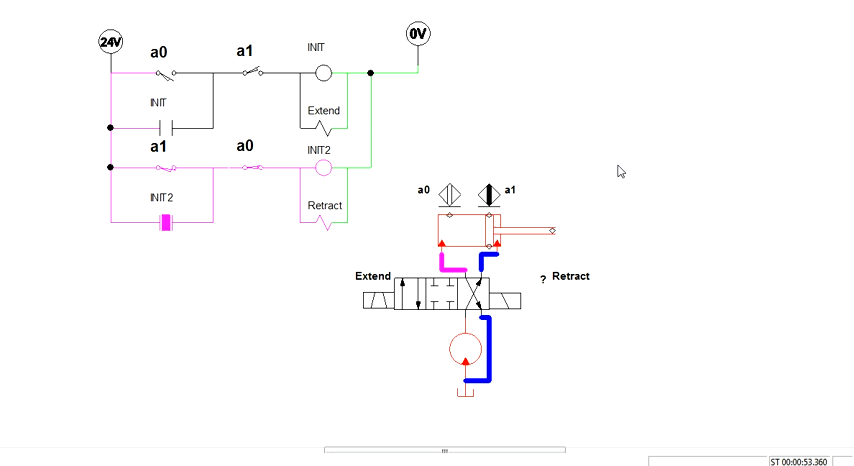 24V
0V
a0
a1
INIT
INIT
Extend
a1
a0
INIT2
INIT2
Retract
a0
a1
Extend
? Retract
ST 00:00:53.360